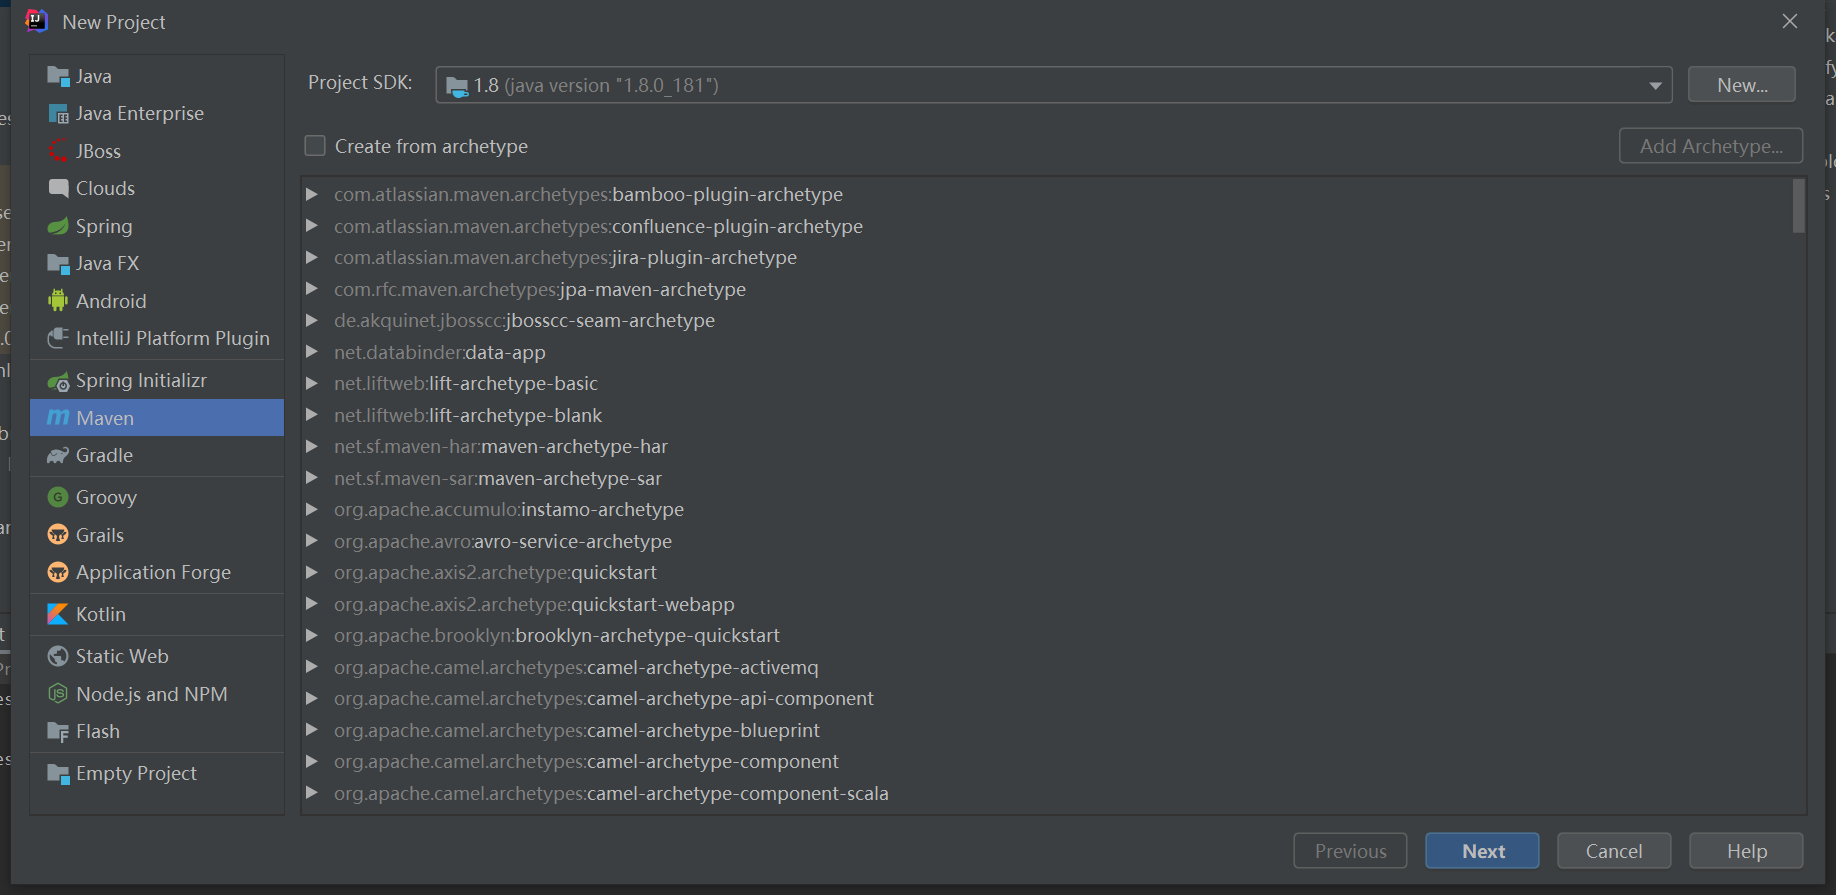 New Project
Java
Java Enterprise
JBoss
Clouds
Spring
Java FX
Android
IntelliJ Platform Plugin
Spring Initializr
Maven
Gradle
Groovy
Grails
Application Forge
Kotlin
Static Web
Node.js and NPM
Flash
Empty Project
Project SDK: 1.8 (java version "1.8.0_181") New...
Create from archetype Add Archetype...
com.atlassian.maven.archetypes:bamboo-plugin-archetype
com.atlassian.maven.archetypes:confluence-plugin-archetype
com.atlassian.maven.archetypes:jira-plugin-archetype
com.rfc.maven.archetypes:jpa-maven-archetype
de.akquinet.jbosscc:jbosscc-seam-archetype
net.databinder:data-app
net.liftweb:lift-archetype-basic
net.liftweb:lift-archetype-blank
net.sf.maven-har:maven-archetype-har
net.sf.maven-sar:maven-archetype-sar
org.apache.accumulo:instamo-archetype
org.apache.avro:avro-service-archetype
org.apache.axis2.archetype:quickstart
org.apache.axis2.archetype:quickstart-webapp
org.apache.brooklyn:brooklyn-archetype-quickstart
org.apache.camel.archetypes:camel-archetype-activemq
org.apache.camel.archetypes:camel-archetype-api-component
org.apache.camel.archetypes:camel-archetype-blueprint
org.apache.camel.archetypes:camel-archetype-component
org.apache.camel.archetypes:camel-archetype-component-scala
Previous Next Cancel Help